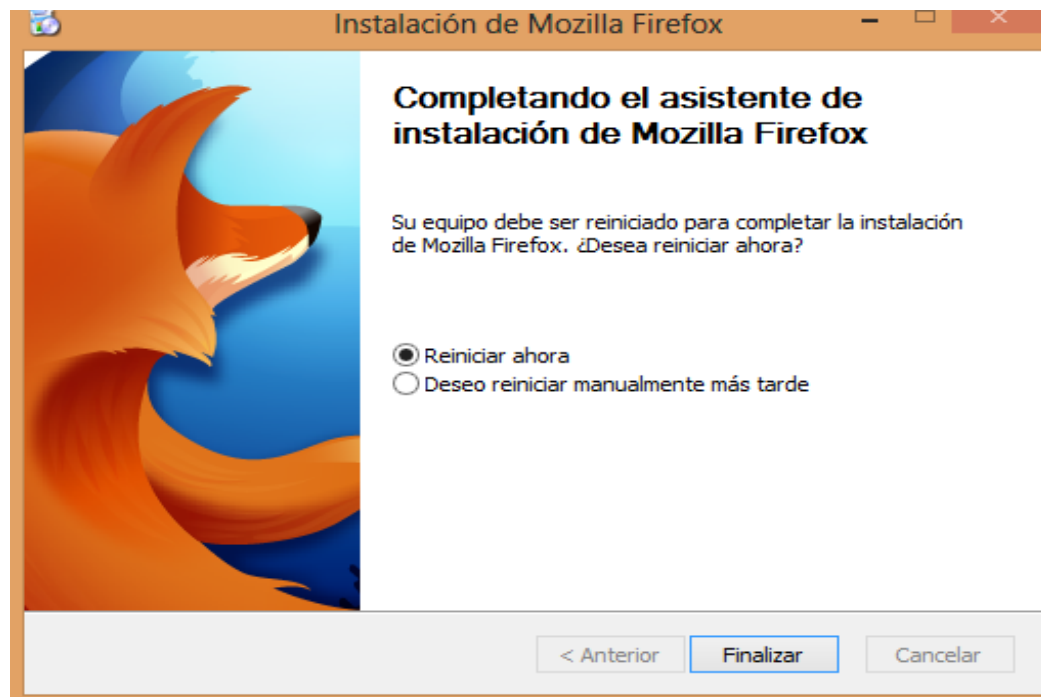 Instalación de Mozilla Firefox
Completando el asistente de
instalación de Mozilla Firefox
Su equipo debe ser reiniciado para completar la instalación
de Mozilla Firefox. ¿Desea reiniciar ahora?
Reiniciar ahora
Deseo reiniciar manualmente más tarde
< Anterior
Finalizar
Cancelar